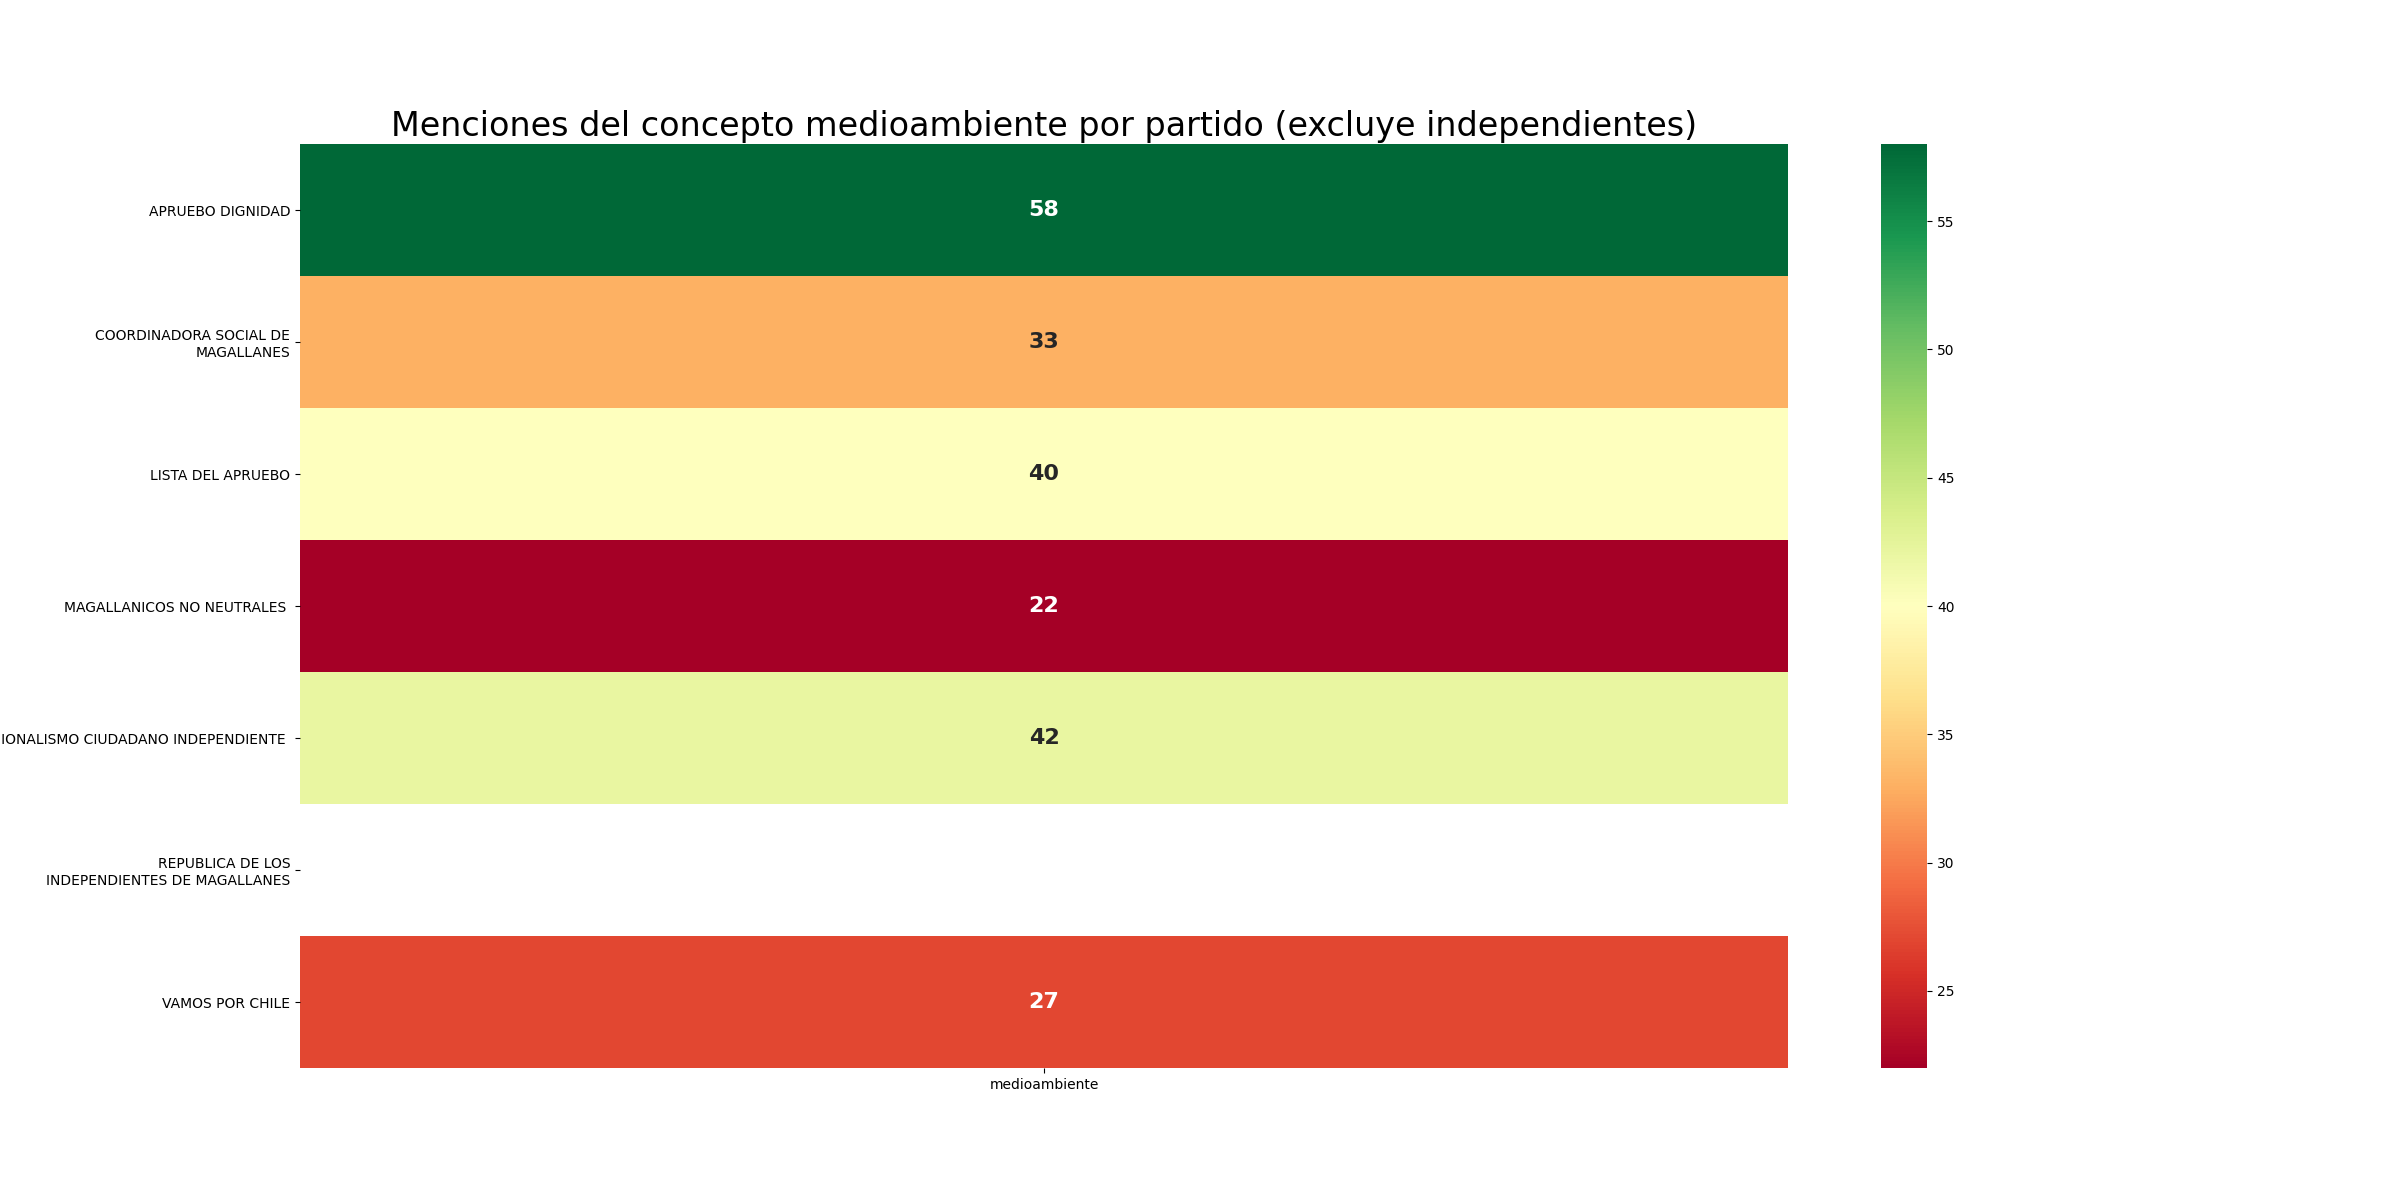 Menciones del concepto medioambiente por partido (excluye independientes)
APRUEBO DIGNIDAD
58
COORDINADORA SOCIAL DE
MAGALLANES
33
LISTA DEL APRUEBO
40
MAGALLANICOS NO NEUTRALES
22
IONALISMO CIUDADANO INDEPENDIENTE
42
REPUBLICA DE LOS
INDEPENDIENTES DE MAGALLANES
VAMOS POR CHILE
27
medioambiente
55
50
45
40
35
30
25